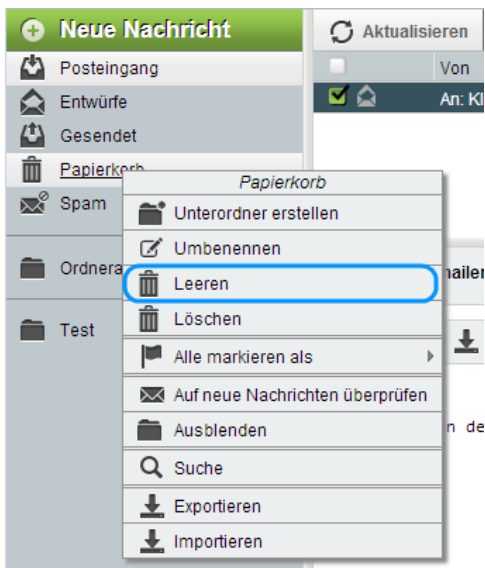 Neue Nachricht
Aktualisieren
Posteingang
Von
Entwürfe
An: Kl
Gesendet
Papierkorb
Papierkorb
Spam
Unterordner erstellen
Umbenennen
Leeren
Löschen
Test
Alle markieren als
Auf neue Nachrichten überprüfen
Ausblenden
Suche
Exportieren
Importieren